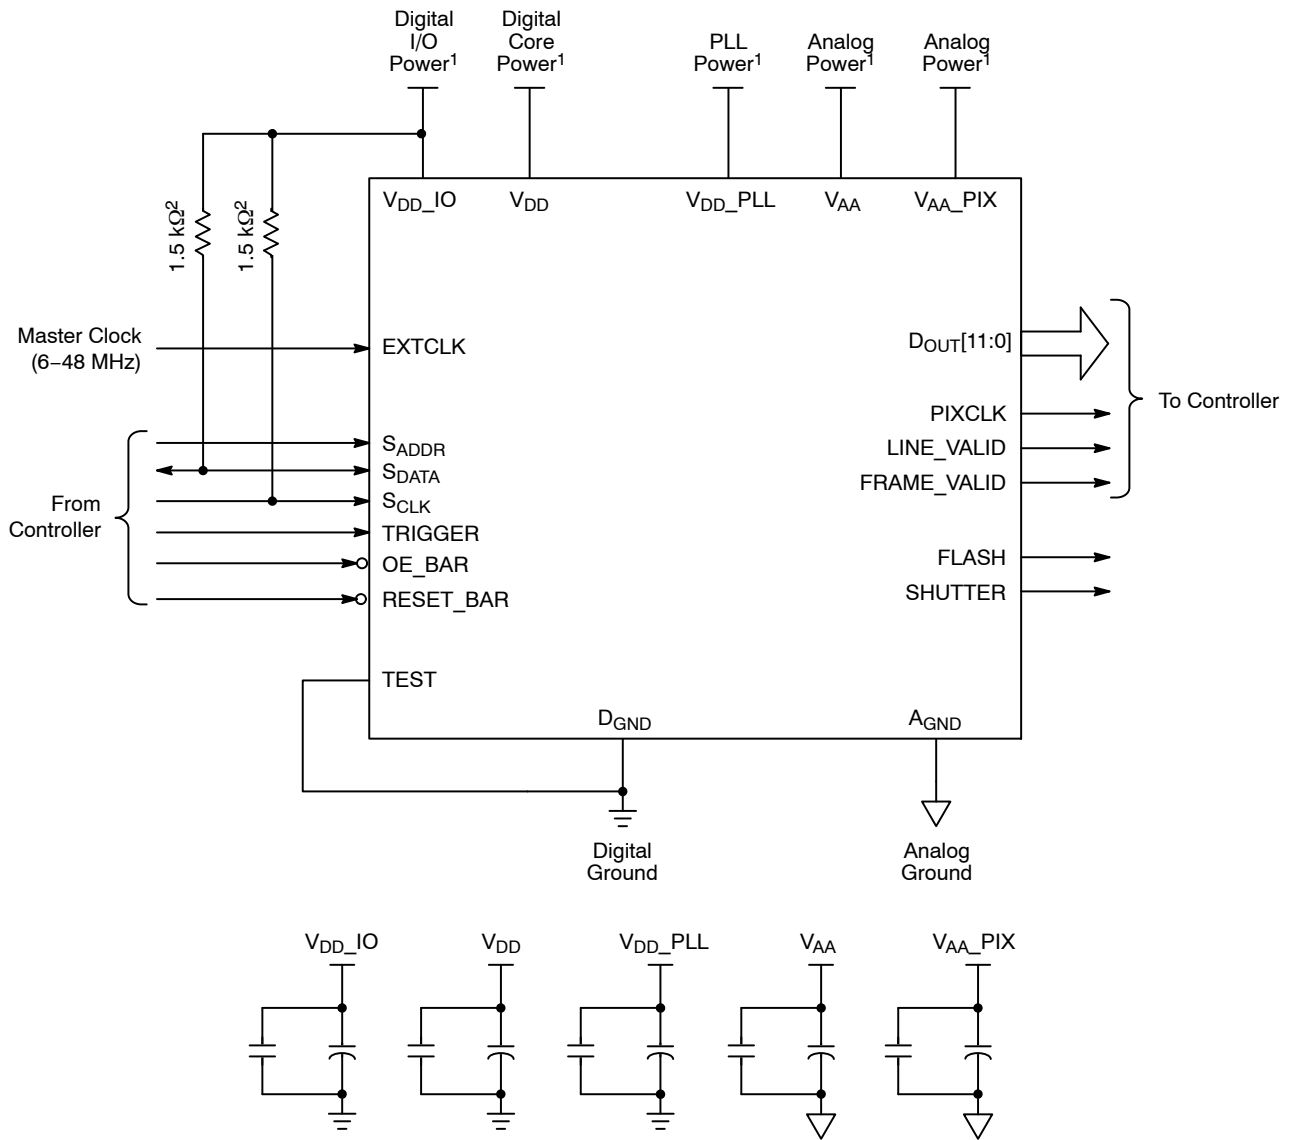 Digital
I/O
Power1
Digital
Core
Power1
PLL
Power1
Analog
Power1
Analog
Power1
VDD_IO
VDD
VDD_PLL
VAA
VAA_PIX
1.5 kΩ2
1.5 kΩ2
Master Clock
(6–48 MHz)
EXTCLK
SADDR
SDATA
SCLK
TRIGGER
OE_BAR
RESET_BAR
From
Controller
TEST
DOUT[11:0]
PIXCLK
LINE_VALID
FRAME_VALID
To Controller
FLASH
SHUTTER
DGND
AGND
Digital
Ground
Analog
Ground
VDD_IO
VDD
VDD_PLL
VAA
VAA_PIX